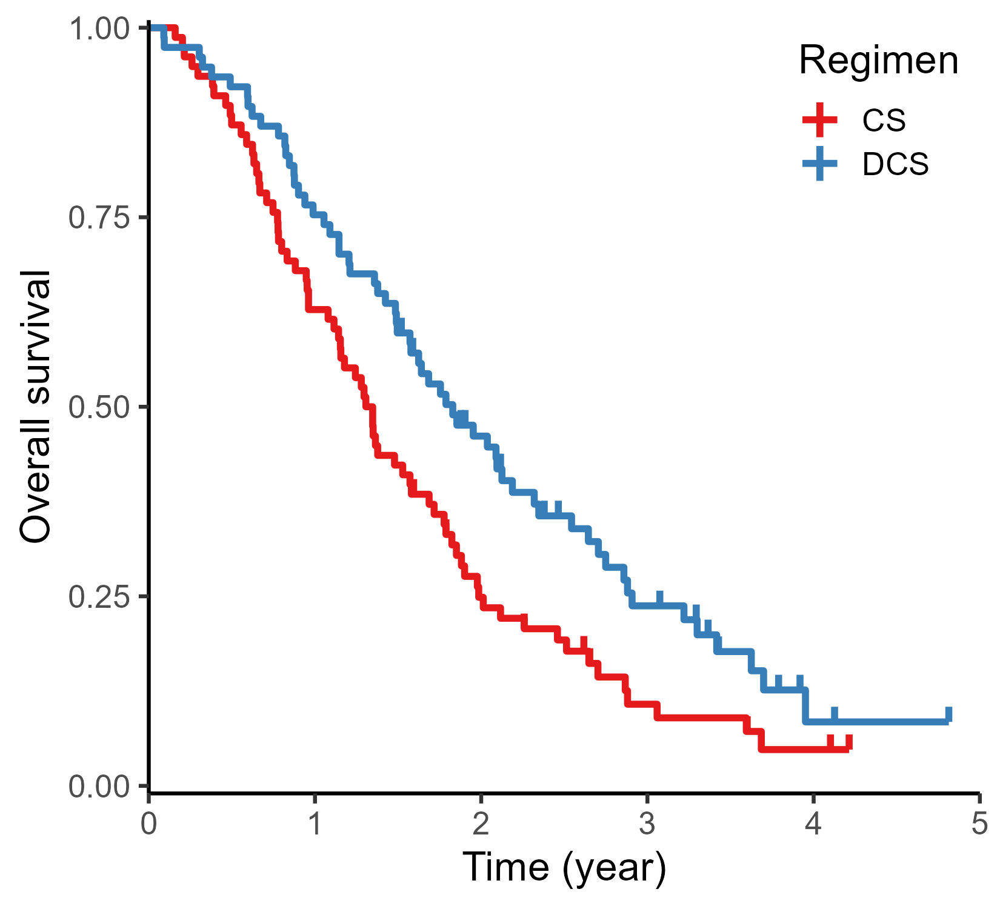 Overall survival
1.00
0.75
0.50
0.25
0.00
0 1 2 3 4 5
Time (year)
Regimen
CS
DCS